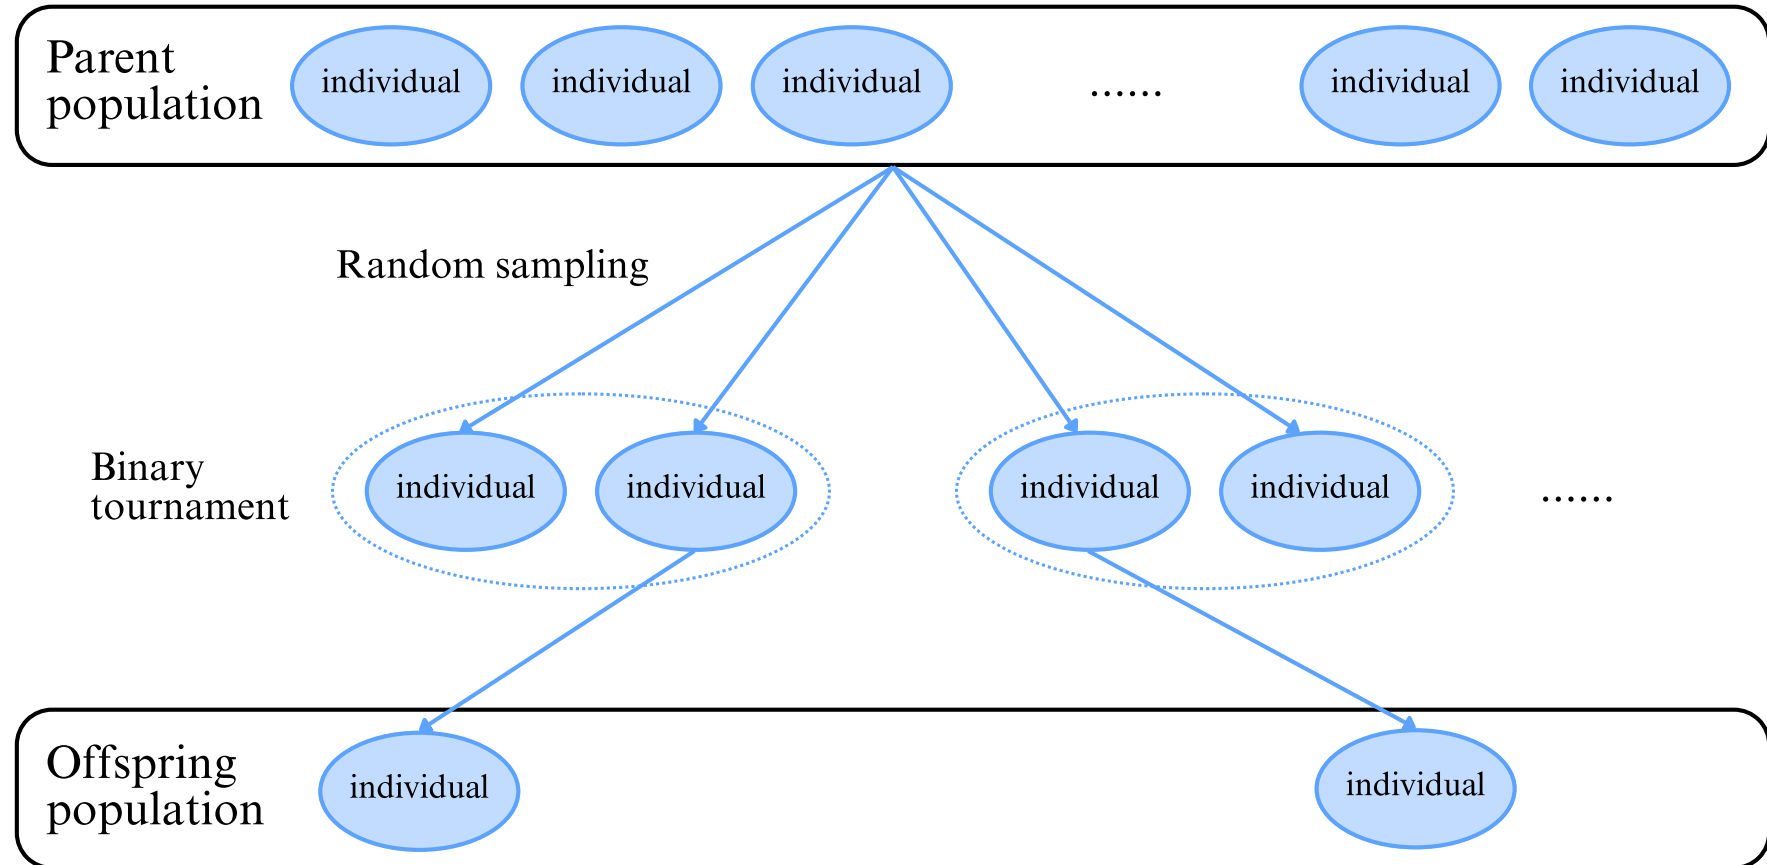 Parent
population
individual individual individual ...... individual individual
Random sampling
Binary
tournament
individual individual individual individual ......
Offspring
population
individual individual